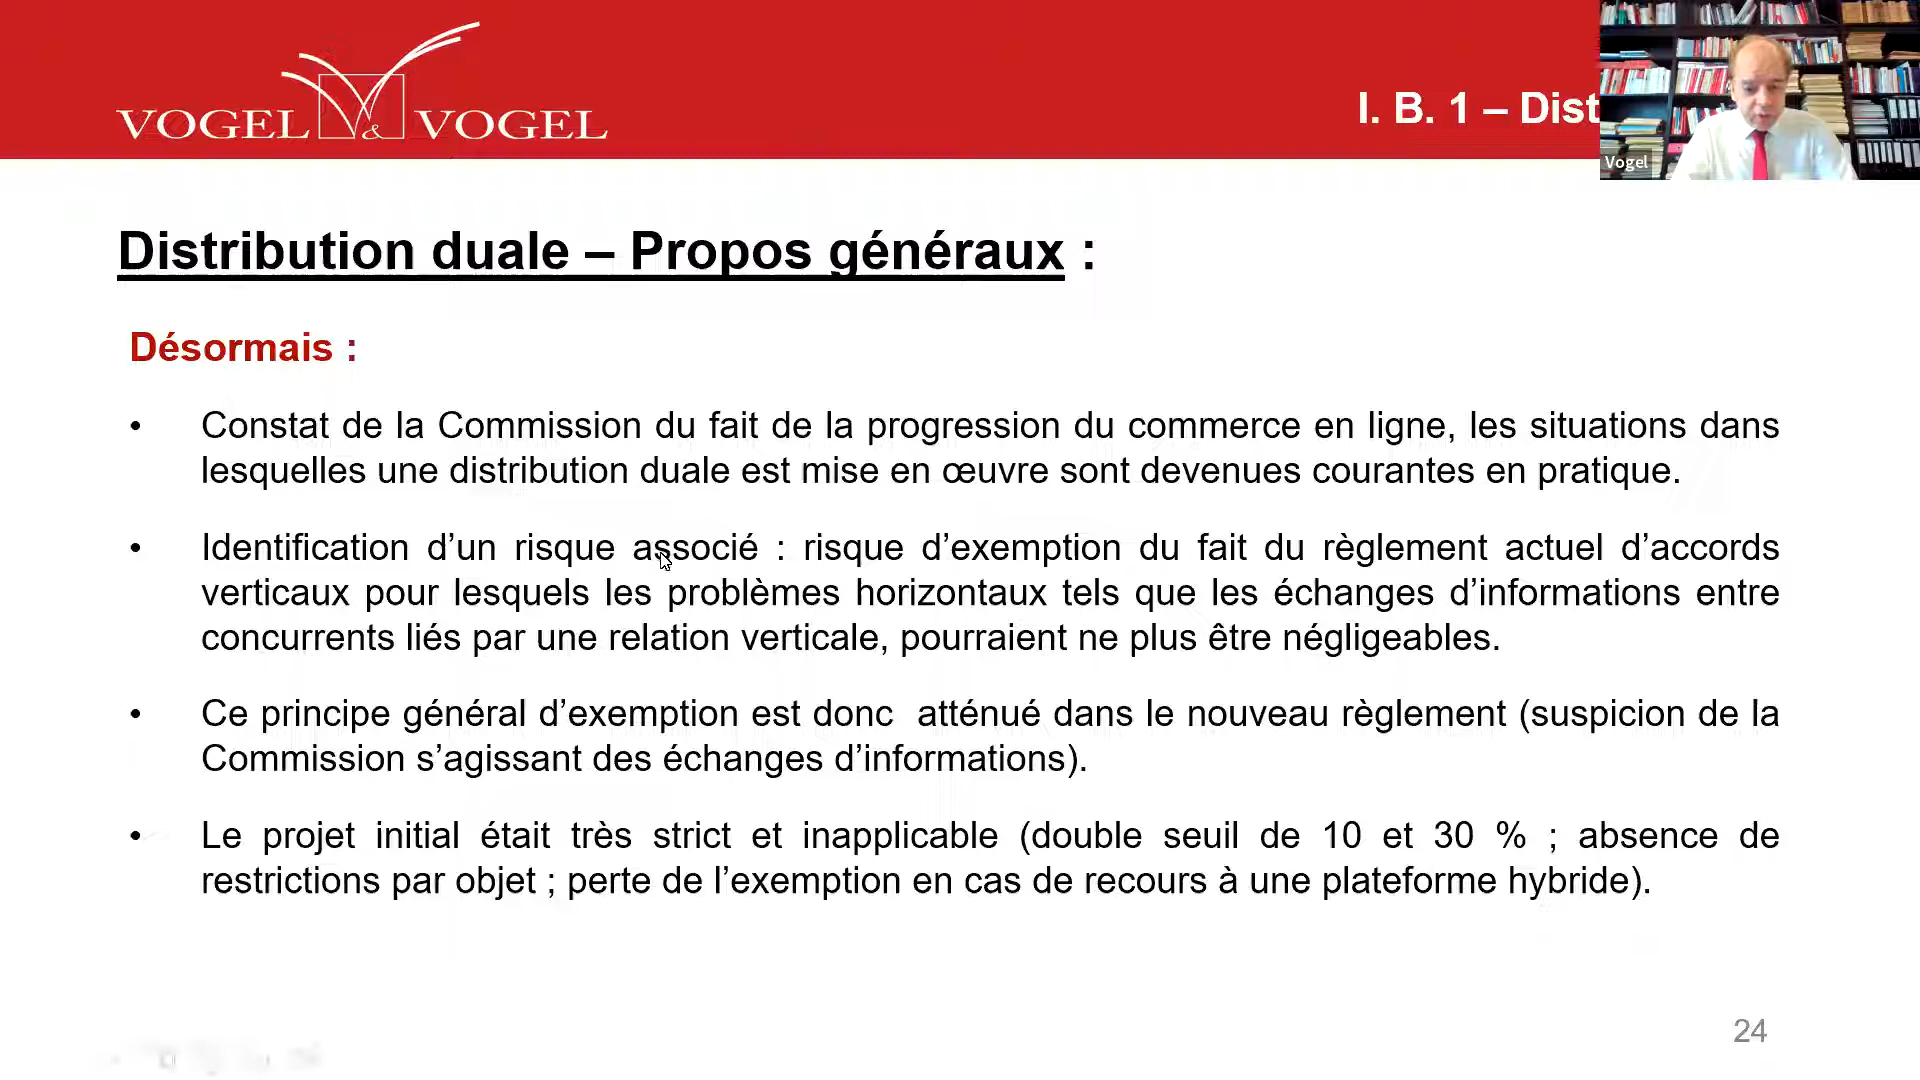 VOGEL & VOGEL
I. B. 1 – Dist
Vogel
Distribution duale – Propos généraux :
Désormais :
• Constat de la Commission du fait de la progression du commerce en ligne, les situations dans
lesquelles une distribution duale est mise en œuvre sont devenues courantes en pratique.
• Identification d’un risque associé : risque d’exemption du fait du règlement actuel d’accords
verticaux pour lesquels les problèmes horizontaux tels que les échanges d’informations entre
concurrents liés par une relation verticale, pourraient ne plus être négligeables.
• Ce principe général d’exemption est donc  atténué dans le nouveau règlement (suspicion de la
Commission s’agissant des échanges d’informations).
• Le projet initial était très strict et inapplicable (double seuil de 10 et 30 % ; absence de
restrictions par objet ; perte de l’exemption en cas de recours à une plateforme hybride).
24